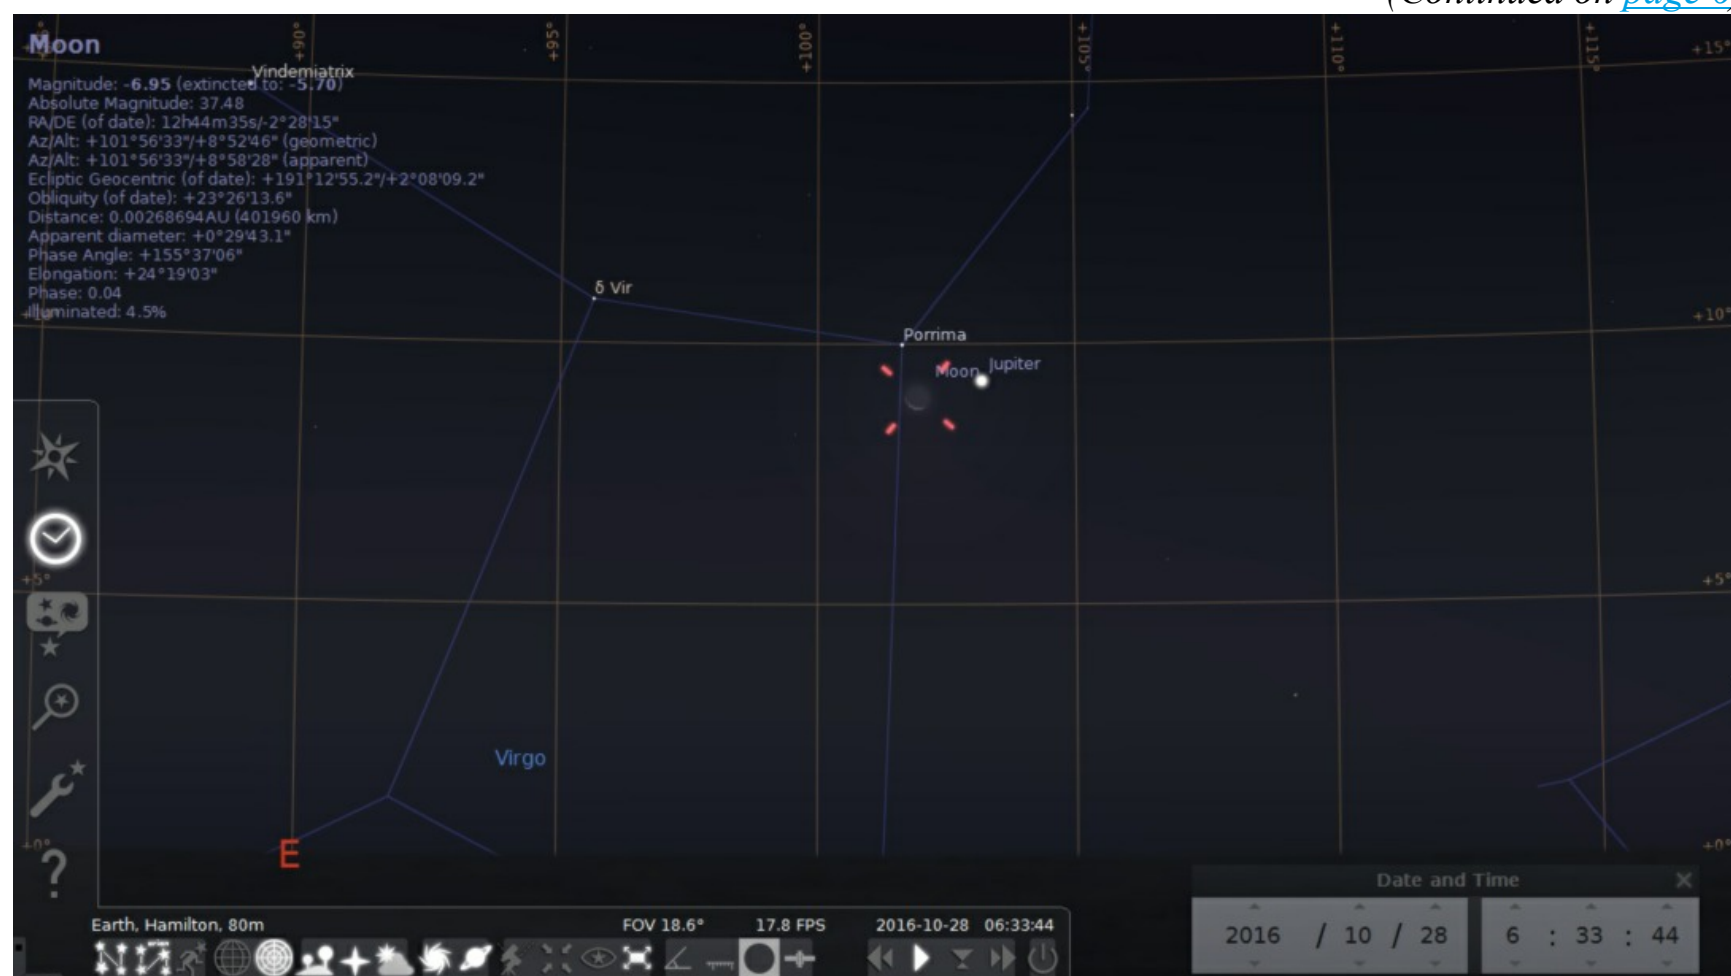 (Continued on page
Moon
+90°
+95°
+100°
+105°
+110°
+115°
+15°
Vindemiatrix
Magnitude: -6.95 (extincted to: -5.70)
Absolute Magnitude: 37.48
RA/DE (of date): 12h44m35s/-2°28'15"
Az/Alt: +101°56'33"/+8°52'46" (geometric)
Az/Alt: +101°56'33"/+8°58'28" (apparent)
Ecliptic Geocentric (of date): +191°12'55.2"/+2°08'09.2"
Obliquity (of date): +23°26'13.6"
Distance: 0.00268694AU (401960 km)
Apparent diameter: +0°29'43.1"
Phase Angle: +155°37'06"
Elongation: +24°19'03"
Phase: 0.04
Illuminated: 4.5%
δ Vir
+10°
Porrima
Moon Jupiter
+5°
+5°
Virgo
+0°
+0°
E
Date and Time
Earth, Hamilton, 80m FOV 18.6° 17.8 FPS 2016-10-28 06:33:44
2016 / 10 / 28 6 : 33 : 44